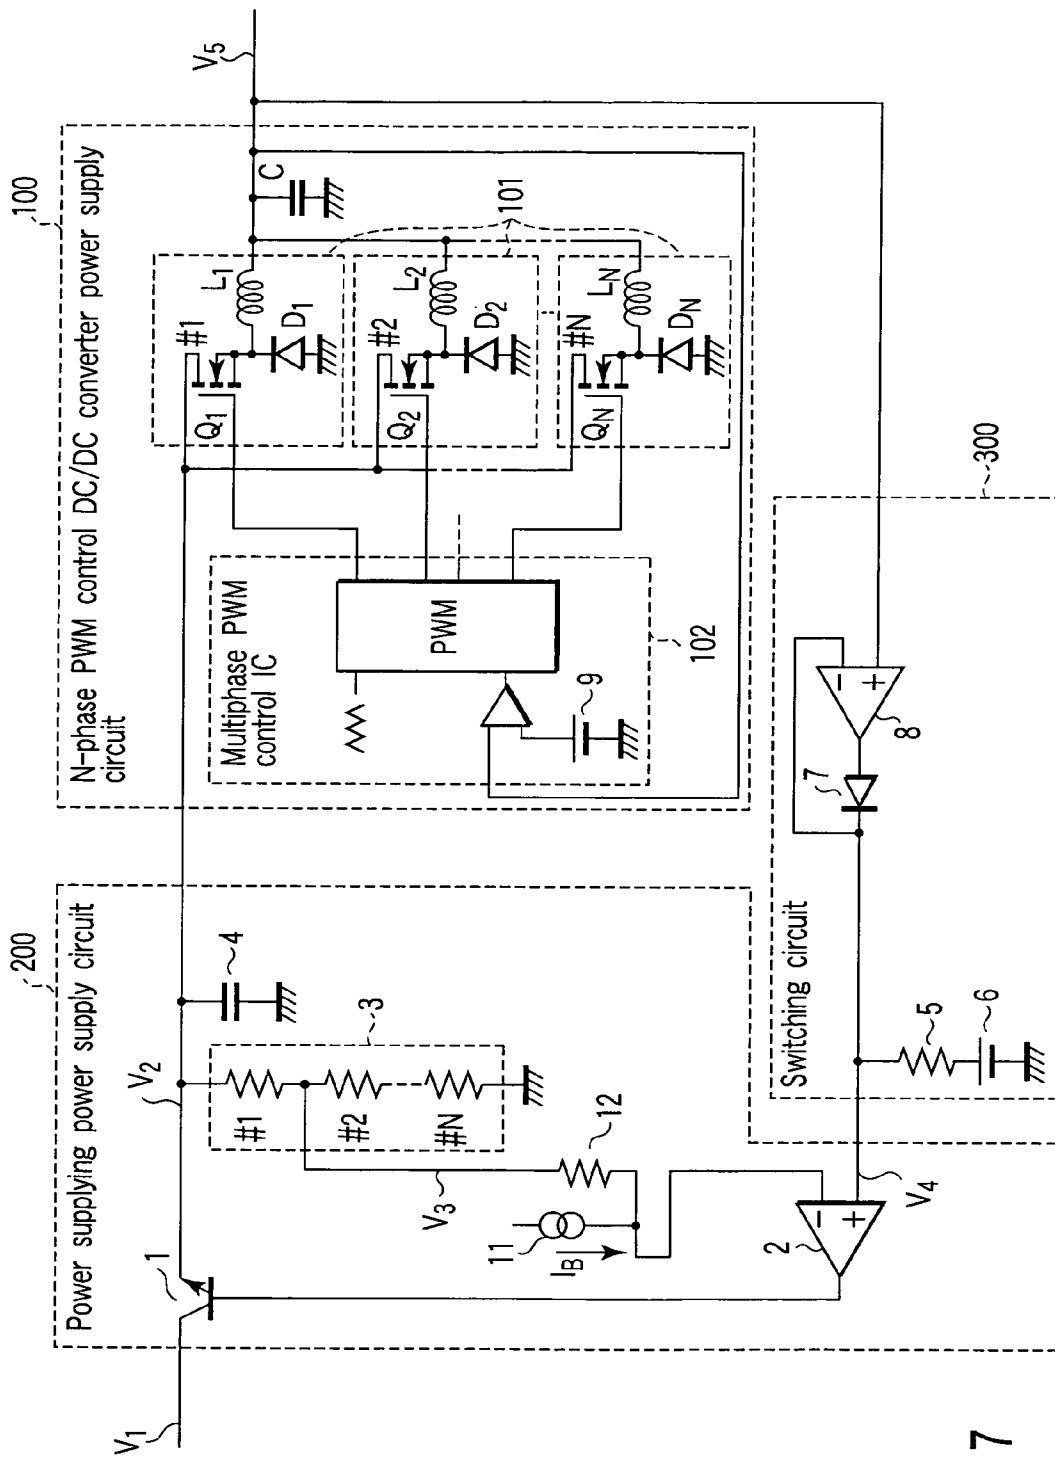 100
N-phase PWM control DC/DC converter power supply
circuit
V5
C
101
L1
#1
D1
Q1
L2
#2
D2
Q2
LN
#N
DN
QN
Multiphase PWM
control IC
PWM
102
9
200
Power supplying power supply circuit
V1
1
V2
4
3
#1
#2
#N
V3
12
11
IB
2
V4
300
Switching circuit
5
6
7
8
-
+
-
+
7